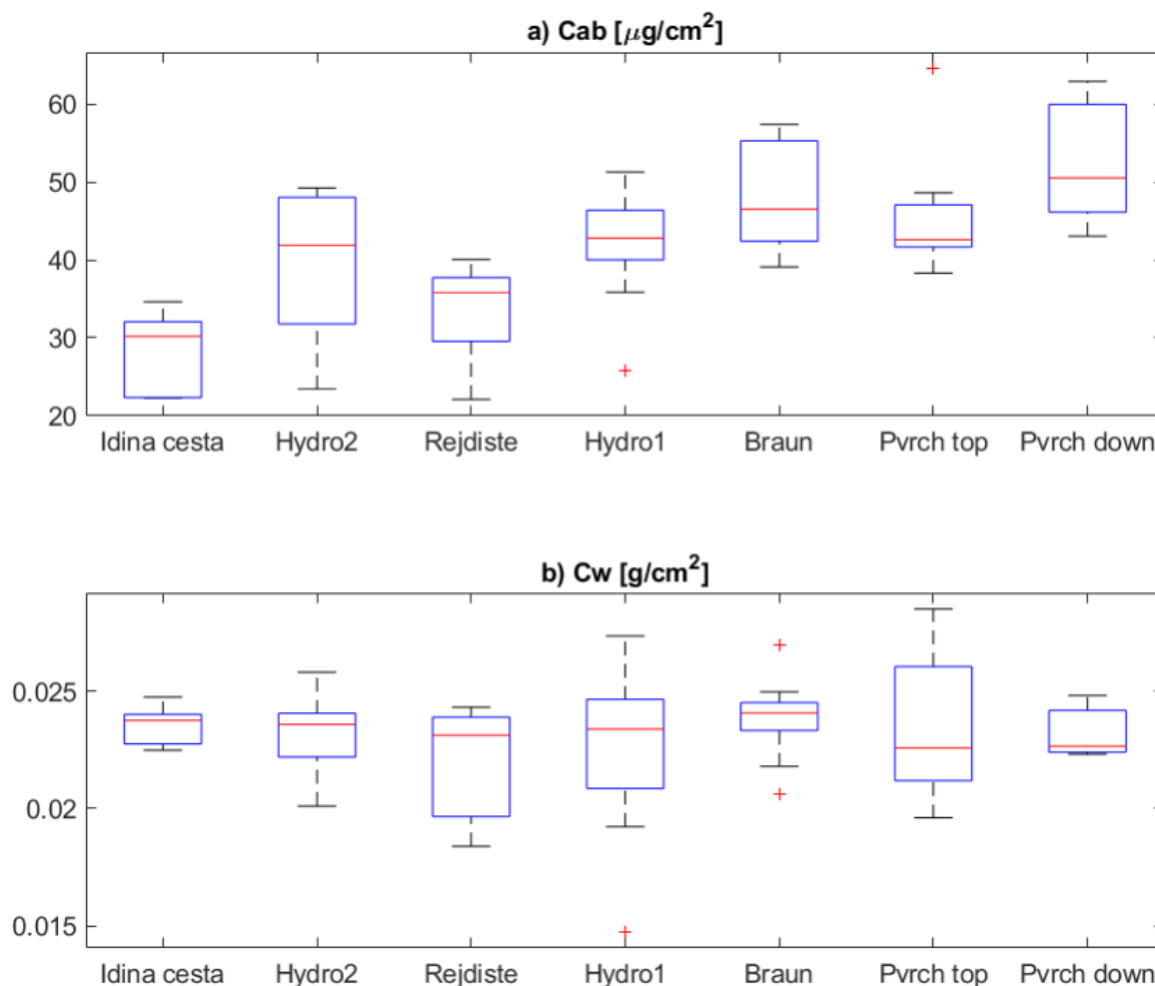 a) Cab [μg/cm²]
60
50
40
30
20
Idina cesta Hydro2 Rejdiste Hydro1 Braun Pvrch top Pvrch down
b) Cw [g/cm²]
0.025
0.02
0.015
Idina cesta Hydro2 Rejdiste Hydro1 Braun Pvrch top Pvrch down